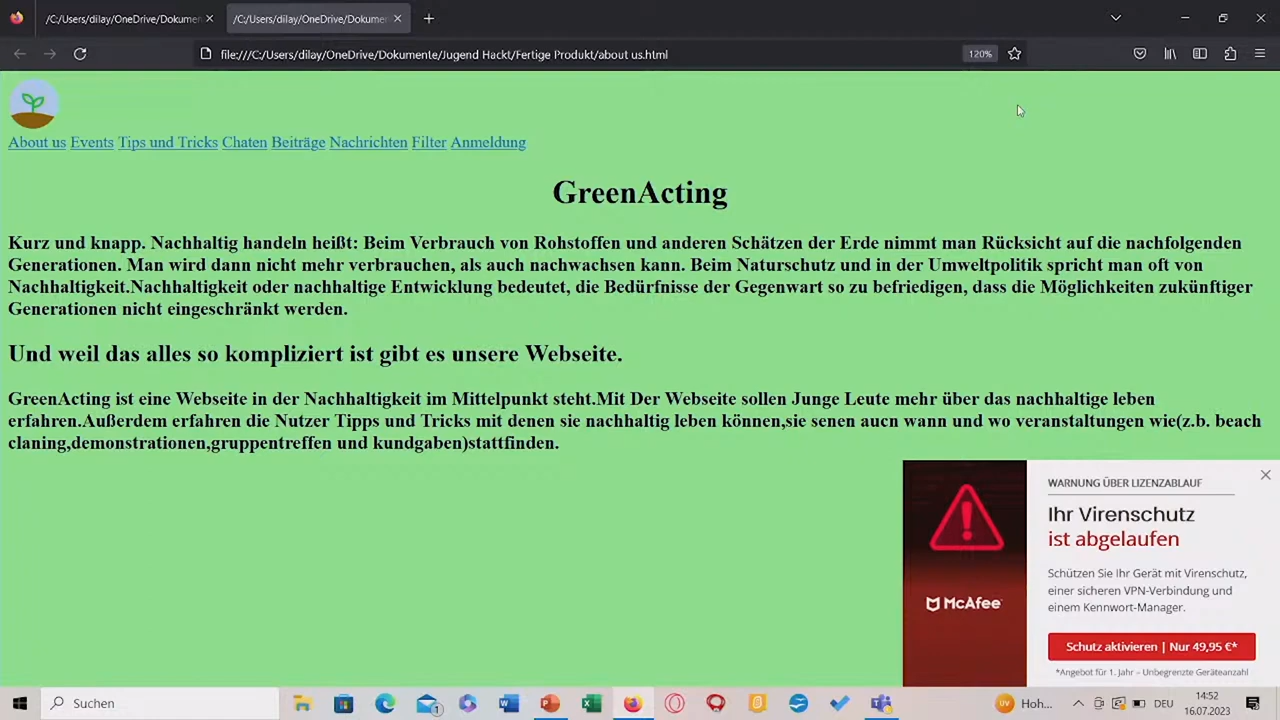 /C:/Users/dilay/OneDrive/Dokumen
/C:/Users/dilay/OneDrive/Dokumen
file:///C:/Users/dilay/OneDrive/Dokumente/Jugend Hackt/Fertige Produkt/about us.html
120%
About us Events Tips und Tricks Chaten Beiträge Nachrichten Filter Anmeldung
GreenActing
Kurz und knapp. Nachhaltig handeln heißt: Beim Verbrauch von Rohstoffen und anderen Schätzen der Erde nimmt man Rücksicht auf die nachfolgenden
Generationen. Man wird dann nicht mehr verbrauchen, als auch nachwachsen kann. Beim Naturschutz und in der Umweltpolitik spricht man oft von
Nachhaltigkeit.Nachhaltigkeit oder nachhaltige Entwicklung bedeutet, die Bedürfnisse der Gegenwart so zu befriedigen, dass die Möglichkeiten zukünftiger
Generationen nicht eingeschränkt werden.
Und weil das alles so kompliziert ist gibt es unsere Webseite.
GreenActing ist eine Webseite in der Nachhaltigkeit im Mittelpunkt steht.Mit Der Webseite sollen Junge Leute mehr über das nachhaltige leben
erfahren.Außerdem erfahren die Nutzer Tipps und Tricks mit denen sie nachhaltig leben können,sie senen auch wann und wo veranstaltungen wie(z.b. beach
claning,demonstrationen,gruppentreffen und kundgaben)stattfinden.
WARNUNG ÜBER LIZENZABLAUF
Ihr Virenschutz
ist abgelaufen
Schützen Sie Ihr Gerät mit Virenschutz,
einer sicheren VPN-Verbindung und
einem Kennwort-Manager.
McAfee
Schutz aktivieren | Nur 49,95 €*
*Angebot für 1. Jahr – Unbegrenzte Geräteanzahl
Suchen
UV
Hoh...
DEU
14:52
16.07.2023